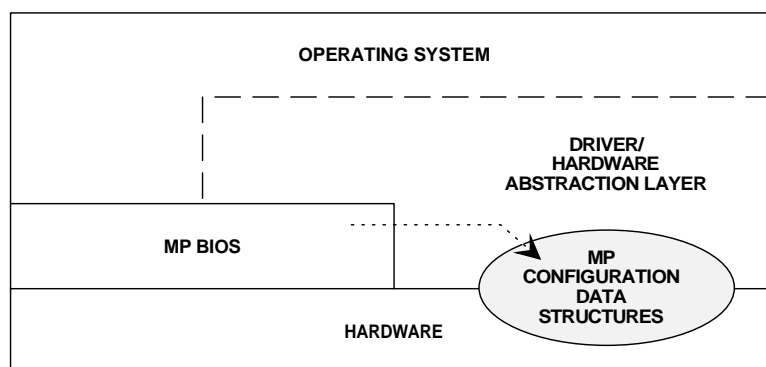 OPERATING SYSTEM
DRIVER/
HARDWARE
ABSTRACTION LAYER
MP BIOS
MP
CONFIGURATION
DATA
STRUCTURES
HARDWARE